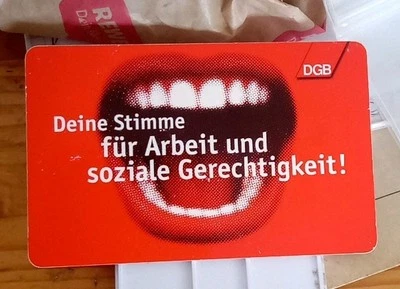 DGB
Deine Stimme
für Arbeit und
soziale Gerechtigkeit!